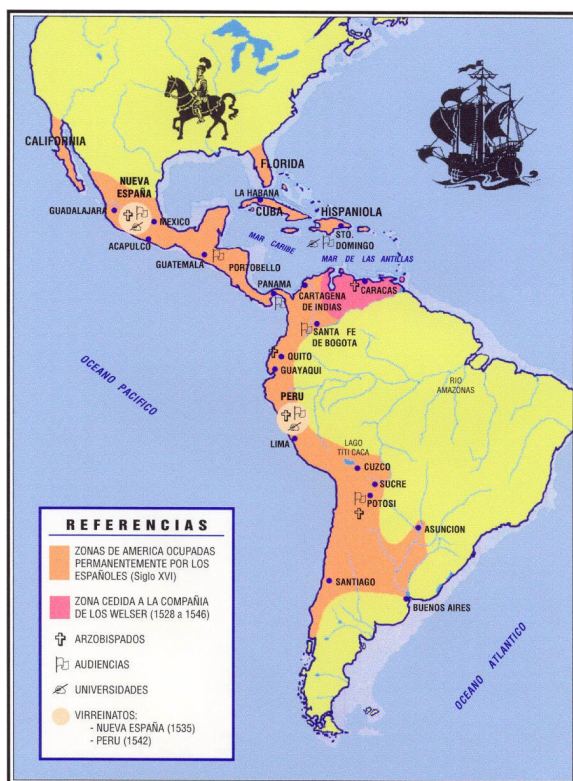 CALIFORNIA
FLORIDA
NUEVA
ESPAÑA
LA HABANA
GUADALAJARA
MEXICO
CUBA
HISPANIOLA
STO.
DOMINGO
ACAPULCO
MAR CARIBE
MAR DE LAS ANTILLAS
GUATEMALA
PORTOBELLO
PANAMA
CARTAGENA
DE INDIAS
CARACAS
SANTA FE
DE BOGOTA
QUITO
GUAYAQUI
OCEANO PACIFICO
RIO
AMAZONAS
PERU
LIMA
LAGO
TITI CACA
CUZCO
SUCRE
POTOSI
ASUNCION
SANTIAGO
BUENOS AIRES
OCEANO ATLANTICO
REFERENCIAS
ZONAS DE AMERICA OCUPADAS
PERMANENTEMENTE POR LOS
ESPAÑOLES (Siglo XVI)
ZONA CEDIDA A LA COMPAÑIA
DE LOS WELSER (1528 a 1546)
ARZOBISPADOS
AUDIENCIAS
UNIVERSIDADES
VIRREINATOS:
- NUEVA ESPAÑA (1535)
- PERU (1542)